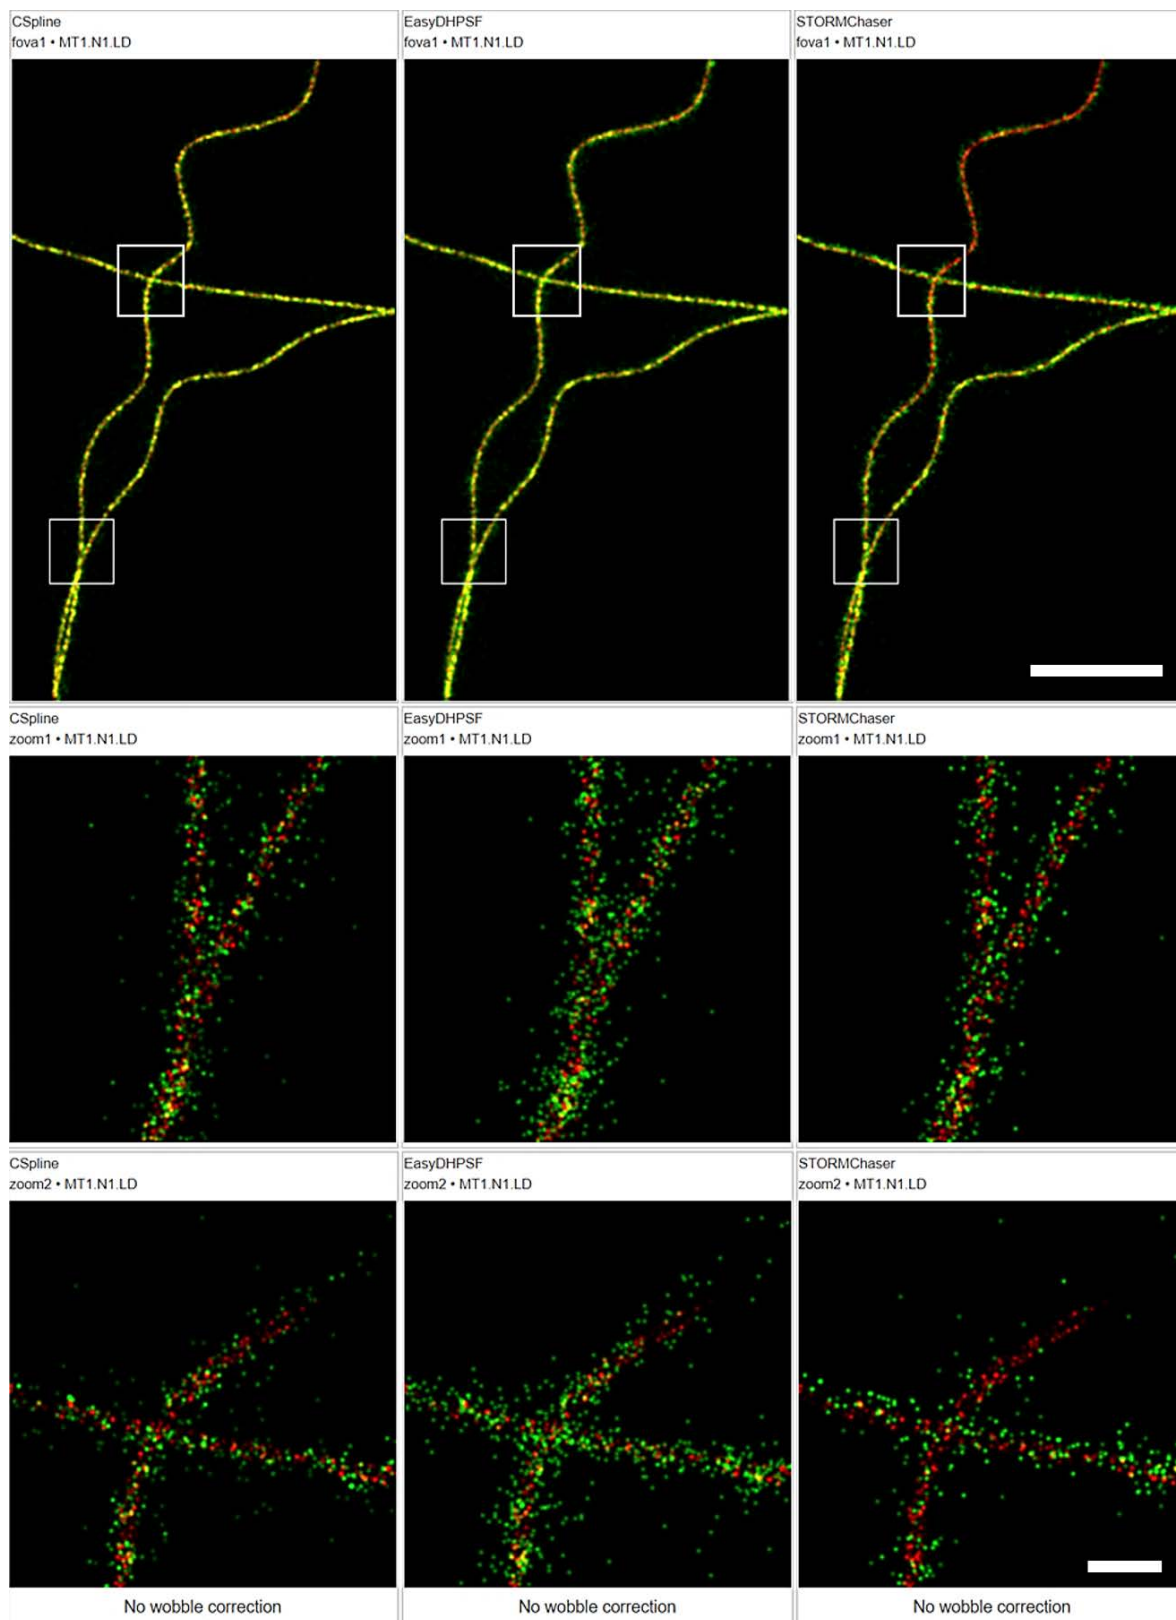 CSpline
fova1 • MT1.N1.LD
EasyDHPSF
fova1 • MT1.N1.LD
STORMChaser
fova1 • MT1.N1.LD
CSpline
zoom1 • MT1.N1.LD
EasyDHPSF
zoom1 • MT1.N1.LD
STORMChaser
zoom1 • MT1.N1.LD
CSpline
zoom2 • MT1.N1.LD
EasyDHPSF
zoom2 • MT1.N1.LD
STORMChaser
zoom2 • MT1.N1.LD
No wobble correction
No wobble correction
No wobble correction